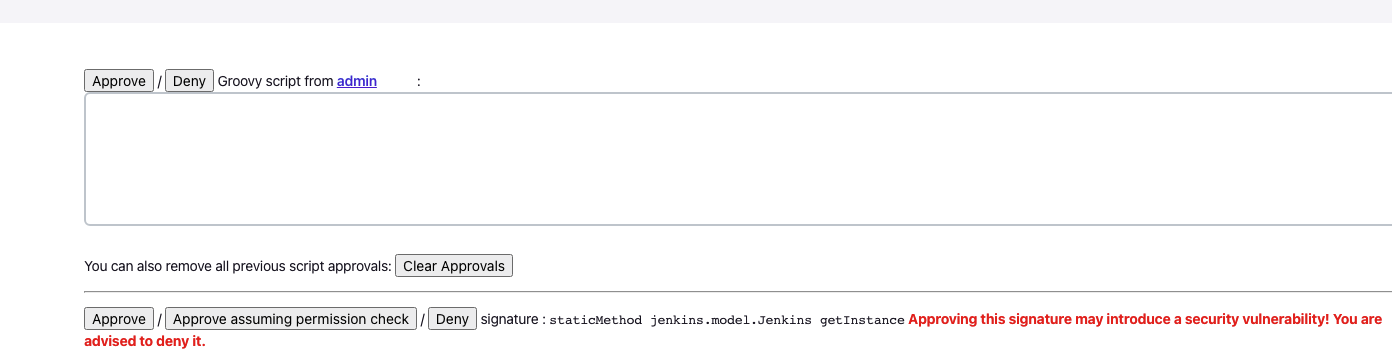 Approve / Deny Groovy script from admin :
You can also remove all previous script approvals: Clear Approvals
Approve / Approve assuming permission check / Deny signature : staticMethod jenkins.model.Jenkins getInstance Approving this signature may introduce a security vulnerability! You are
advised to deny it.